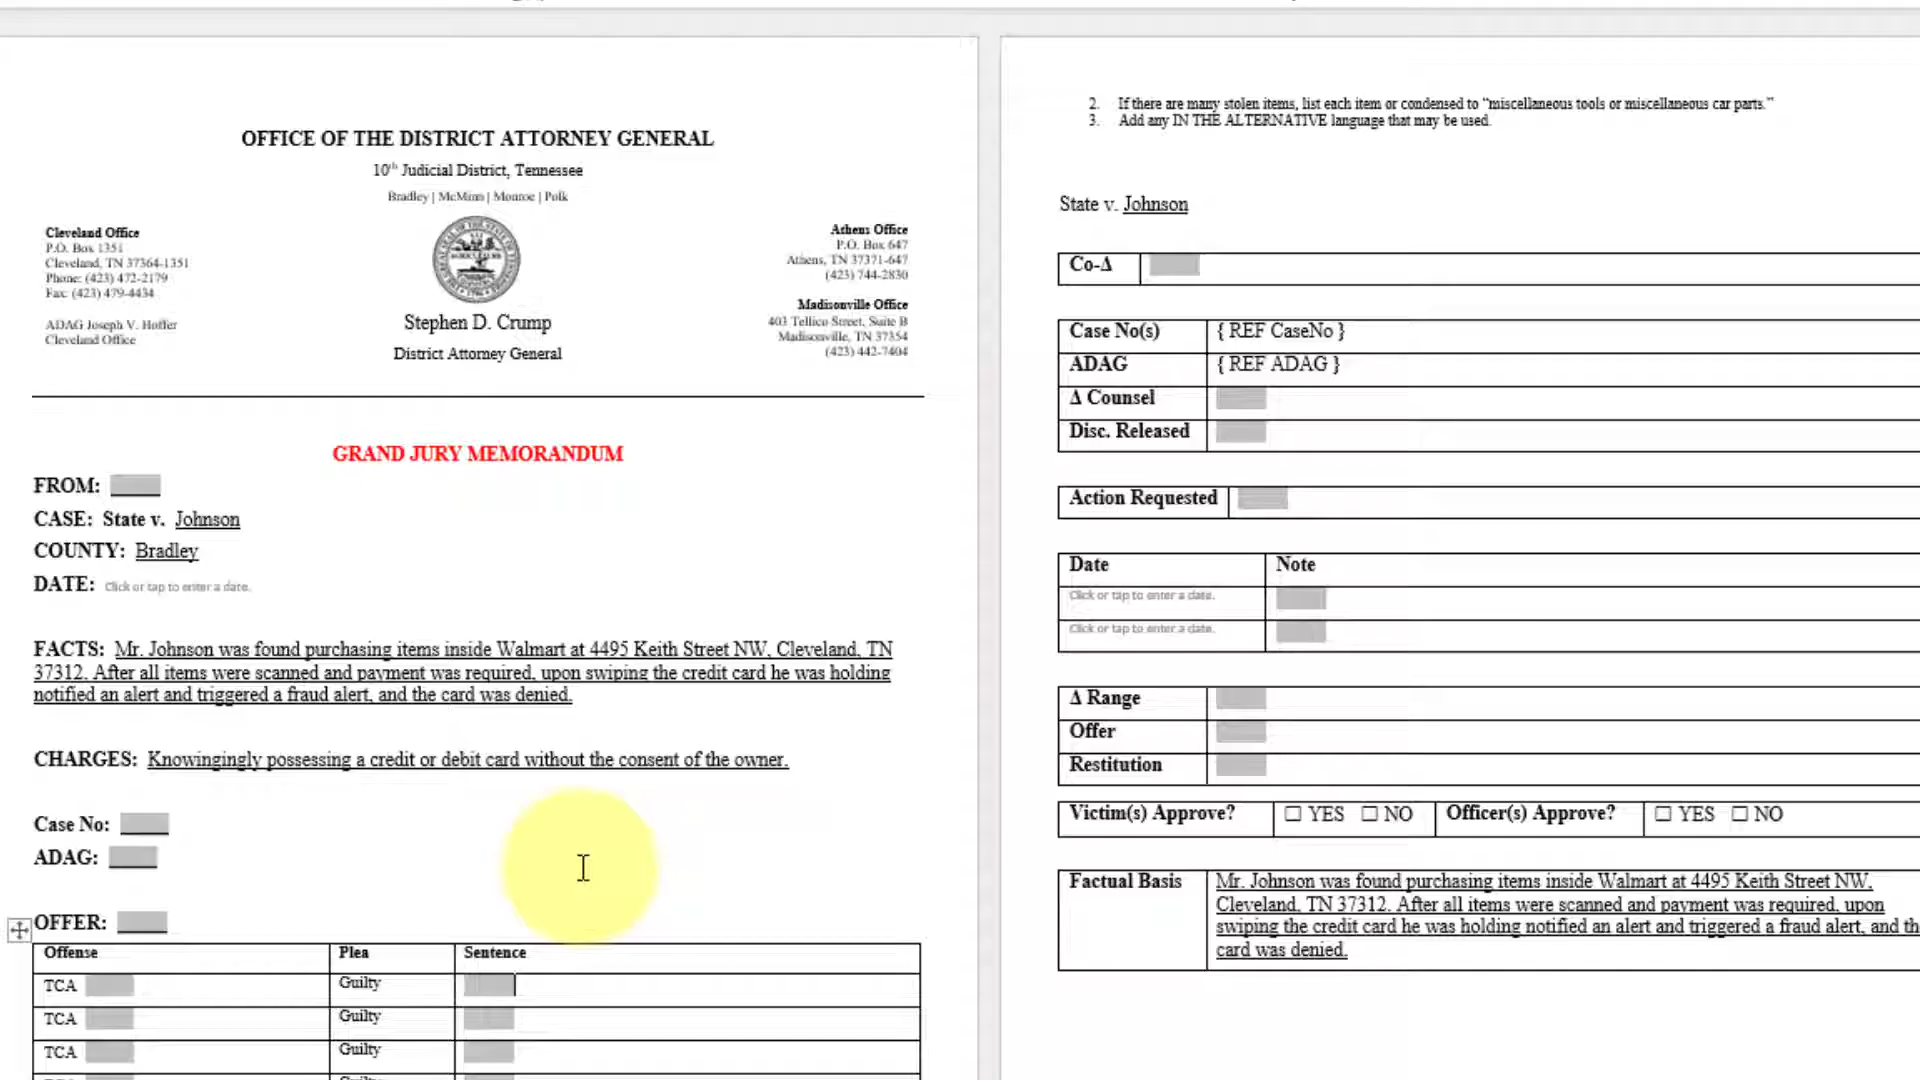 OFFICE OF THE DISTRICT ATTORNEY GENERAL
10th Judicial District, Tennessee
Bradley | McMinn | Monroe | Polk
Cleveland Office
P.O. Box 1351
Cleveland, TN 37364-1351
Phone: (423) 472-2179
Fax: (423) 479-4434
ADAG Joseph V. Hoffer
Cleveland Office
Stephen D. Crump
District Attorney General
Athens Office
P.O. Box 647
Athens, TN 37371-647
(423) 744-2830
Madisonville Office
403 Tellico Street, Suite B
Madisonville, TN 37354
(423) 442-7404
GRAND JURY MEMORANDUM
FROM:
CASE: State v. Johnson
COUNTY: Bradley
DATE: Click or tap to enter a date.
FACTS: Mr. Johnson was found purchasing items inside Walmart at 4495 Keith Street NW, Cleveland, TN
37312. After all items were scanned and payment was required, upon swiping the credit card he was holding
notified an alert and triggered a fraud alert, and the card was denied.
CHARGES: Knowingingly possessing a credit or debit card without the consent of the owner.
Case No:
ADAG:
OFFER:
Offense Plea Sentence
TCA Guilty
TCA Guilty
TCA Guilty
2. If there are many stolen items, list each item or condensed to “miscellaneous tools or miscellaneous car parts.”
3. Add any IN THE ALTERNATIVE language that may be used.
State v. Johnson
Co-Δ
Case No(s) { REF CaseNo }
ADAG { REF ADAG }
Δ Counsel
Disc. Released
Action Requested
Date Note
Click or tap to enter a date.
Click or tap to enter a date.
Δ Range
Offer
Restitution
Victim(s) Approve? ☐ YES ☐ NO Officer(s) Approve? ☐ YES ☐ NO
Factual Basis Mr. Johnson was found purchasing items inside Walmart at 4495 Keith Street NW,
Cleveland, TN 37312. After all items were scanned and payment was required, upon
swiping the credit card he was holding notified an alert and triggered a fraud alert, and th
card was denied.